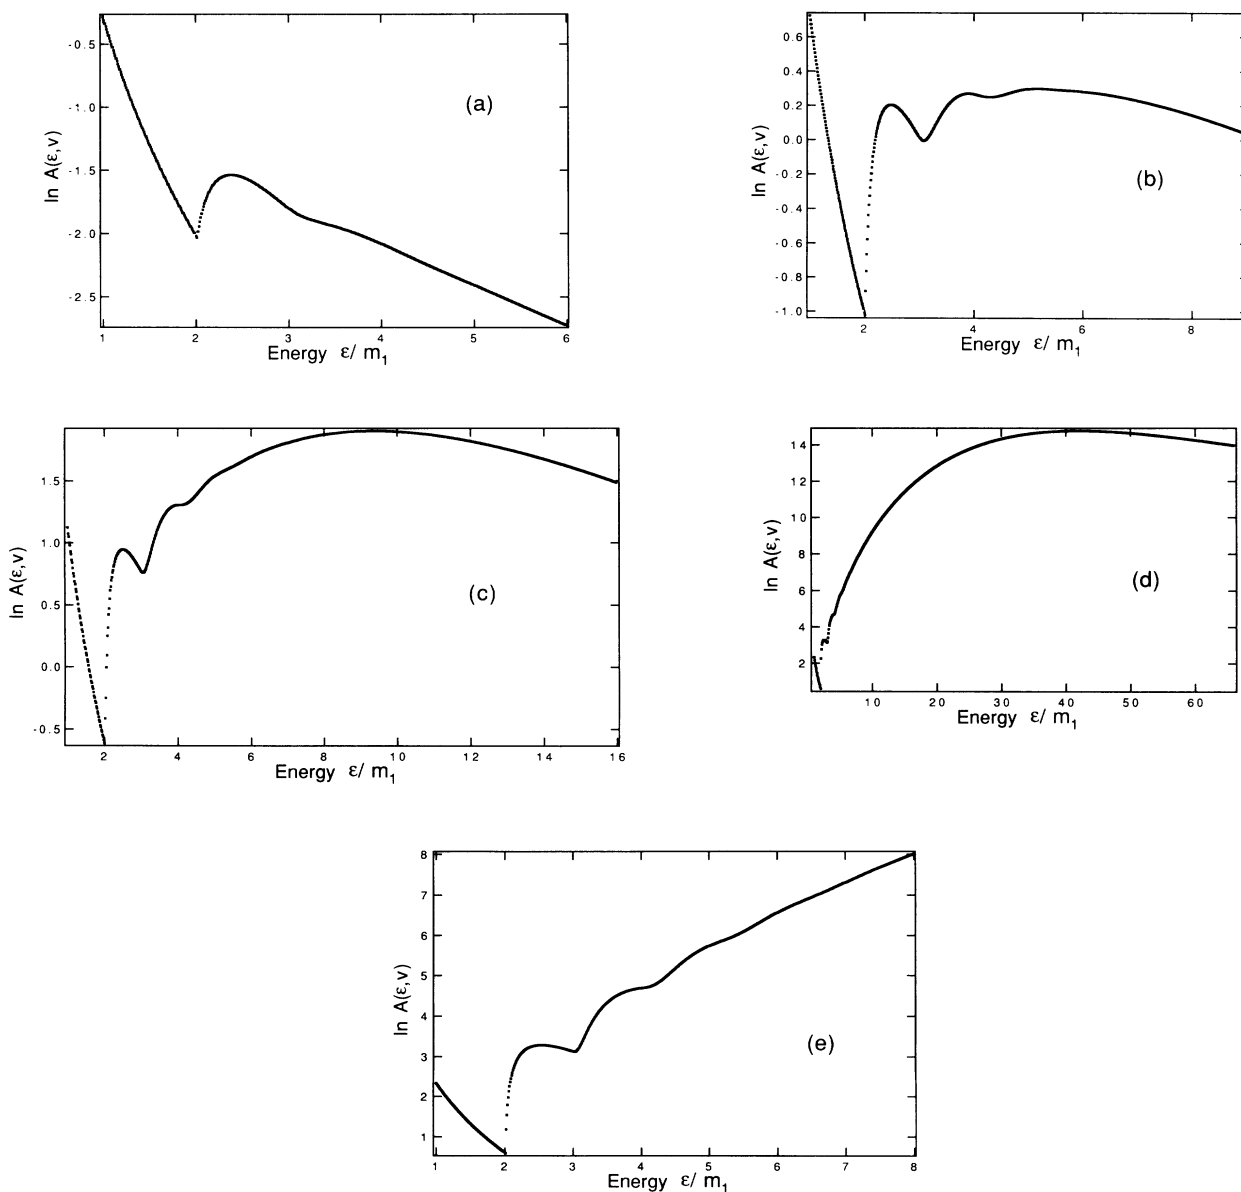 -0.5
-1.0
-1.5
-2.0
-2.5
ln A(ε,v)
(a)
1 2 3 4 5 6
Energy ε/ m1
0.6
0.4
0.2
0.0
-0.2
-0.4
-0.6
-0.8
-1.0
ln A(ε,v)
(b)
2 4 6 8
Energy ε/ m1
1.5
1.0
0.5
0.0
-0.5
ln A(ε,v)
(c)
2 4 6 8 10 12 14 16
Energy ε/ m1
14
12
10
8
6
4
2
ln A(ε,v)
(d)
10 20 30 40 50 60
Energy ε/ m1
8
7
6
5
4
3
2
1
ln A(ε,v)
(e)
1 2 3 4 5 6 7 8
Energy ε/ m1